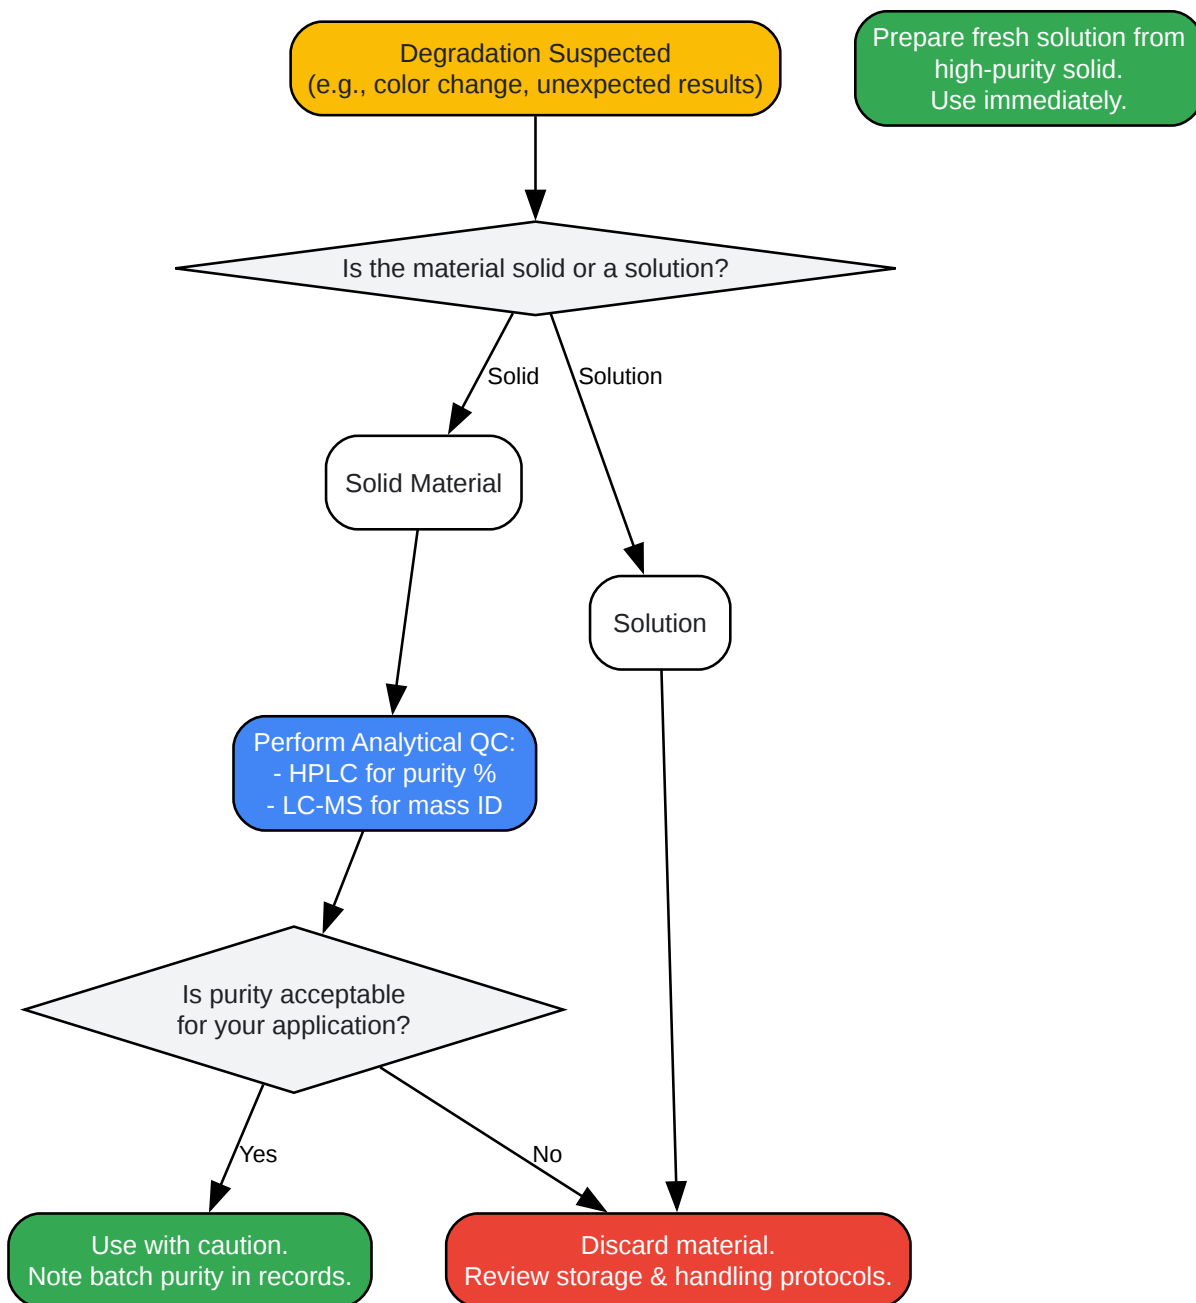 Degradation Suspected
(e.g., color change, unexpected results)
Prepare fresh solution from
high-purity solid.
Use immediately.
Is the material solid or a solution?
Solid
Solution
Solid Material
Solution
Perform Analytical QC:
- HPLC for purity %
- LC-MS for mass ID
Is purity acceptable
for your application?
Yes
No
Use with caution.
Note batch purity in records.
Discard material.
Review storage & handling protocols.